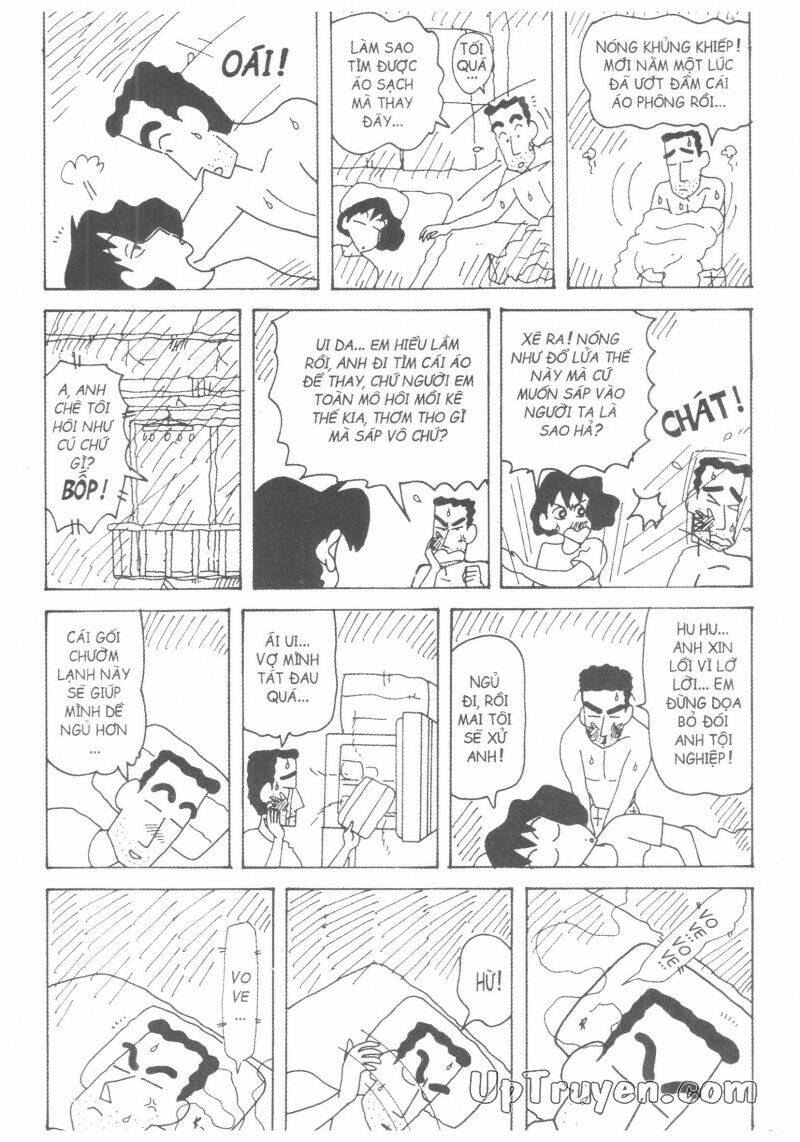 NÓNG KHỦNG KHIẾP!
MỚI NẰM MỘT LÚC
ĐÃ ƯỚT ĐẦM CÁI
ÁO PHÔNG RỒI...
TỐI
QUÁ
...
LÀM SAO
TÌM ĐƯỢC
ÁO SẠCH
MÀ THAY
ĐÂY...
OÁI!
XÊ RA! NÓNG
NHƯ ĐỔ LỬA THẾ
NÀY MÀ CỨ
MUỐN SÁP VÀO
NGƯỜI TA LÀ
SAO HẢ?
CHÁT!
UI DA... EM HIỂU LẦM
RỒI, ANH ĐI TÌM CÁI ÁO
ĐỂ THAY, CHỨ NGƯỜI EM
TOÀN MỒ HÔI MỒI KÊ
THẾ KIA, THƠM THO GÌ
MÀ SÁP VÔ CHỨ?
A, ANH
CHÊ TÔI
HÔI NHƯ
CÚ CHỨ
GÌ?
BỐP!
HU HU...
ANH XIN
LỖI VÌ LỠ
LỜI... EM
ĐỪNG DỌA
BỎ ĐÓI
ANH TỘI
NGHIỆP!
NGỦ
ĐI, RỒI
MAI TÔI
SẼ XỬ
ANH!
ÁI UI...
VỢ MÌNH
TÁT ĐAU
QUÁ...
CÁI GỐI
CHƯỜM
LẠNH NÀY
SẼ GIÚP
MÌNH DỄ
NGỦ HƠN
...
VO
VE
VO
VE
...
HỪ!
VO
VE
...
UpTruyen.com